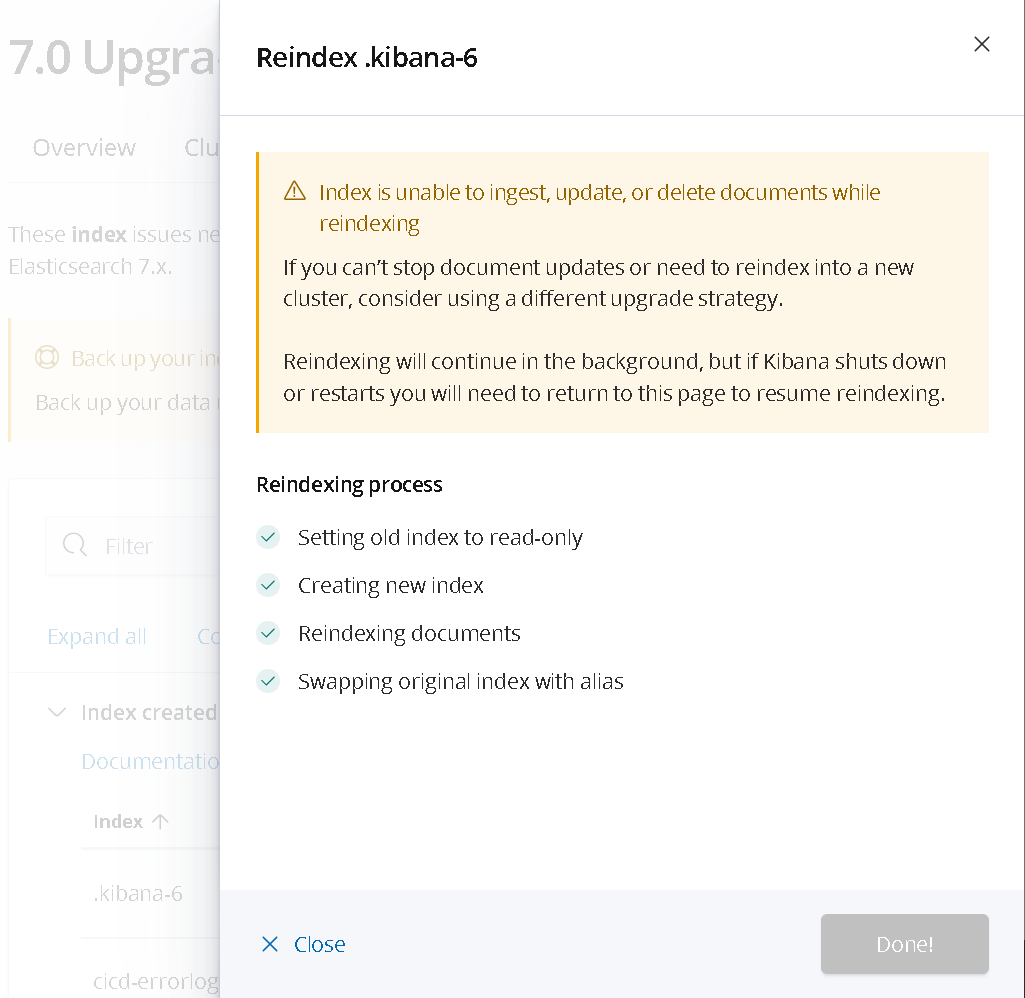 7.0 Upgra
Reindex .kibana-6
Overview
Clu
Index is unable to ingest, update, or delete documents while
reindexing
If you can’t stop document updates or need to reindex into a new
cluster, consider using a different upgrade strategy.
Reindexing will continue in the background, but if Kibana shuts down
or restarts you will need to return to this page to resume reindexing.
These index issues ne
Elasticsearch 7.x.
Back up your in
Back up your data
Reindexing process
Setting old index to read-only
Creating new index
Reindexing documents
Swapping original index with alias
Filter
Expand all
Co
Index created
Documentatio
Index
.kibana-6
cicd-errorlog
Close
Done!